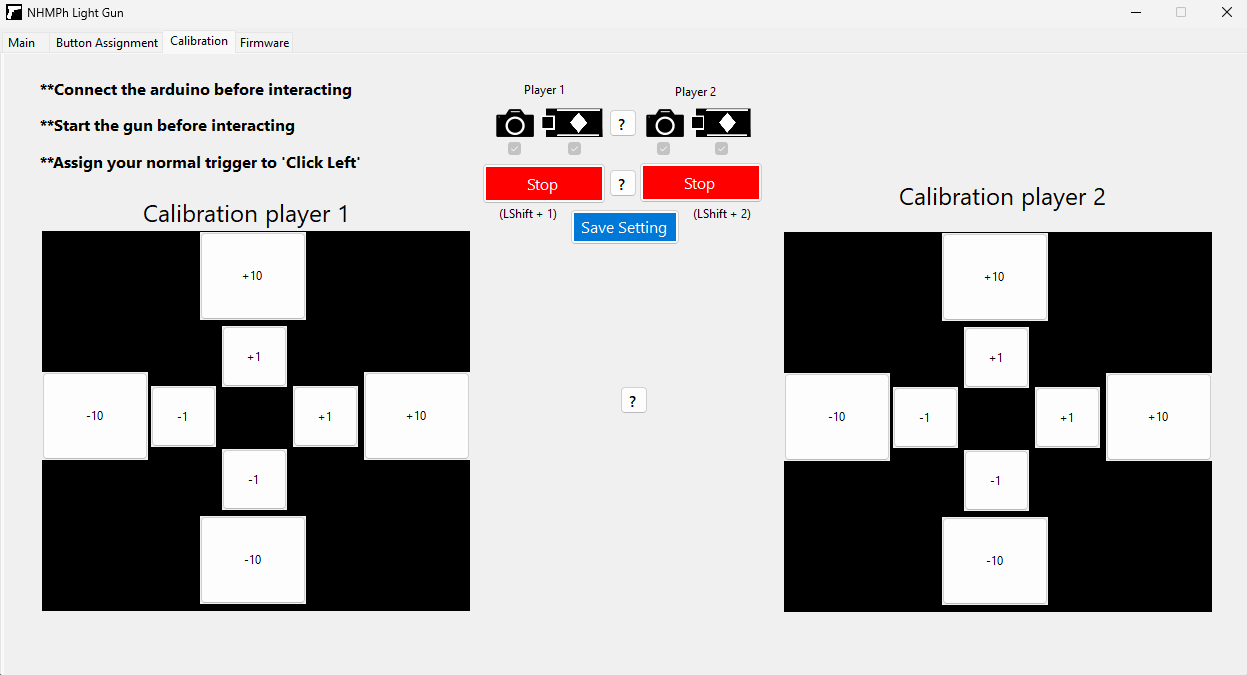 NHMPh Light Gun
Main Button Assignment Calibration Firmware
**Connect the arduino before interacting
**Start the gun before interacting
**Assign your normal trigger to 'Click Left'
Player 1
Player 2
?
Stop
?
Stop
(LShift + 1)
(LShift + 2)
Save Setting
Calibration player 1
+10
+1
-10 -1 +1 +10
-1
-10
?
Calibration player 2
+10
+1
-10 -1 +1 +10
-1
-10